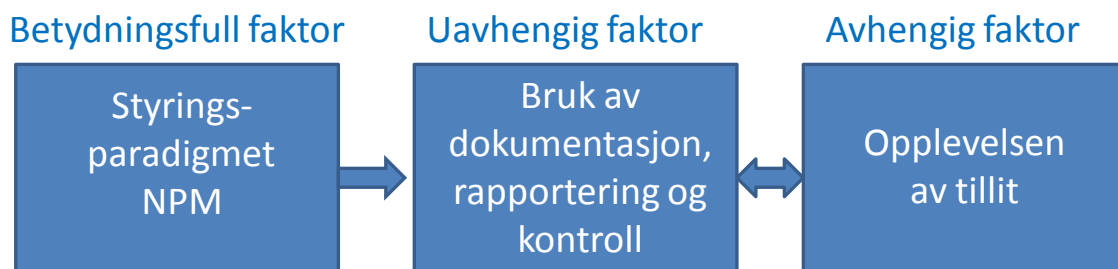 Betydningsfull faktor
Uavhengig faktor
Avhengig faktor
Styrings-
paradigmet
NPM
Bruk av
dokumentasjon,
rapportering og
kontroll
Opplevelsen
av tillit